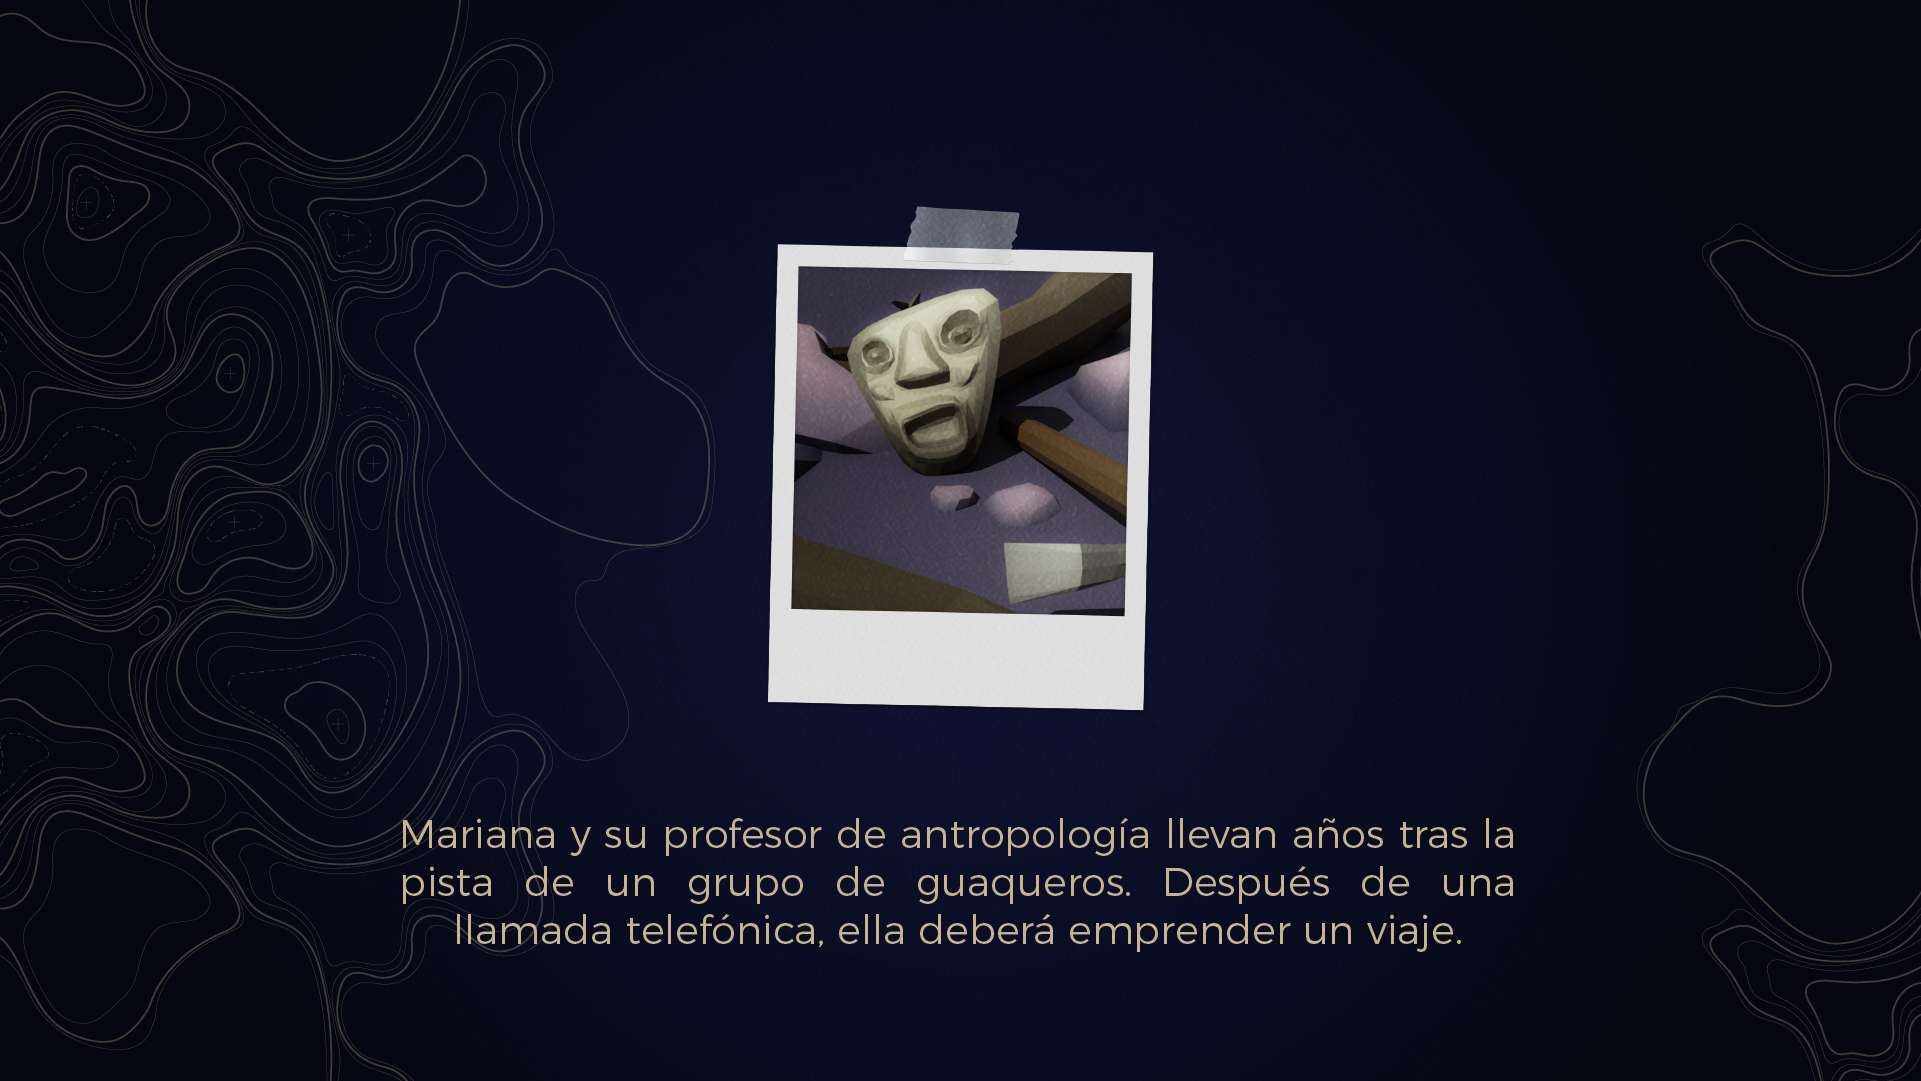 Mariana y su profesor de antropología llevan años tras la
pista de un grupo de guaqueros. Después de una
llamada telefónica, ella deberá emprender un viaje.